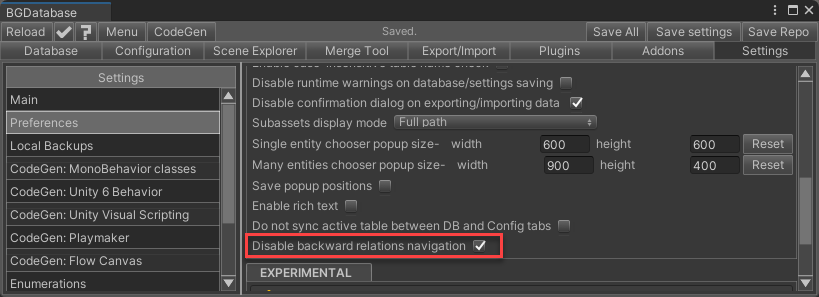 BGDatabase
Reload ? Menu CodeGen Saved. Save All Save settings Save Repo
Database Configuration Scene Explorer Merge Tool Export/Import Plugins Addons Settings
Settings
Main
Preferences
Local Backups
CodeGen: MonoBehavior classes
CodeGen: Unity 6 Behavior
CodeGen: Unity Visual Scripting
CodeGen: Playmaker
CodeGen: Flow Canvas
Enumerations
Disable runtime warnings on database/settings saving
Disable confirmation dialog on exporting/importing data
Subassets display mode Full path
Single entity chooser popup size- width 600 height 600 Reset
Many entities chooser popup size- width 900 height 400 Reset
Save popup positions
Enable rich text
Do not sync active table between DB and Config tabs
Disable backward relations navigation
EXPERIMENTAL